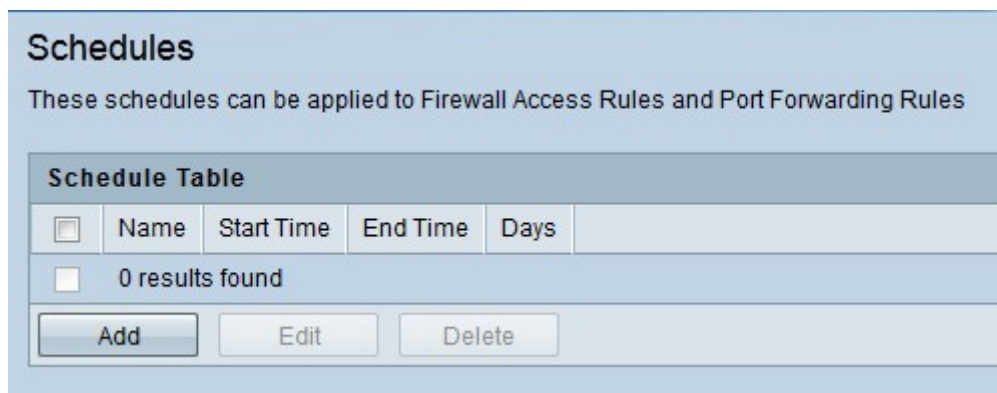 Schedules
These schedules can be applied to Firewall Access Rules and Port Forwarding Rules
Schedule Table
Name Start Time End Time Days
0 results found
Add Edit Delete